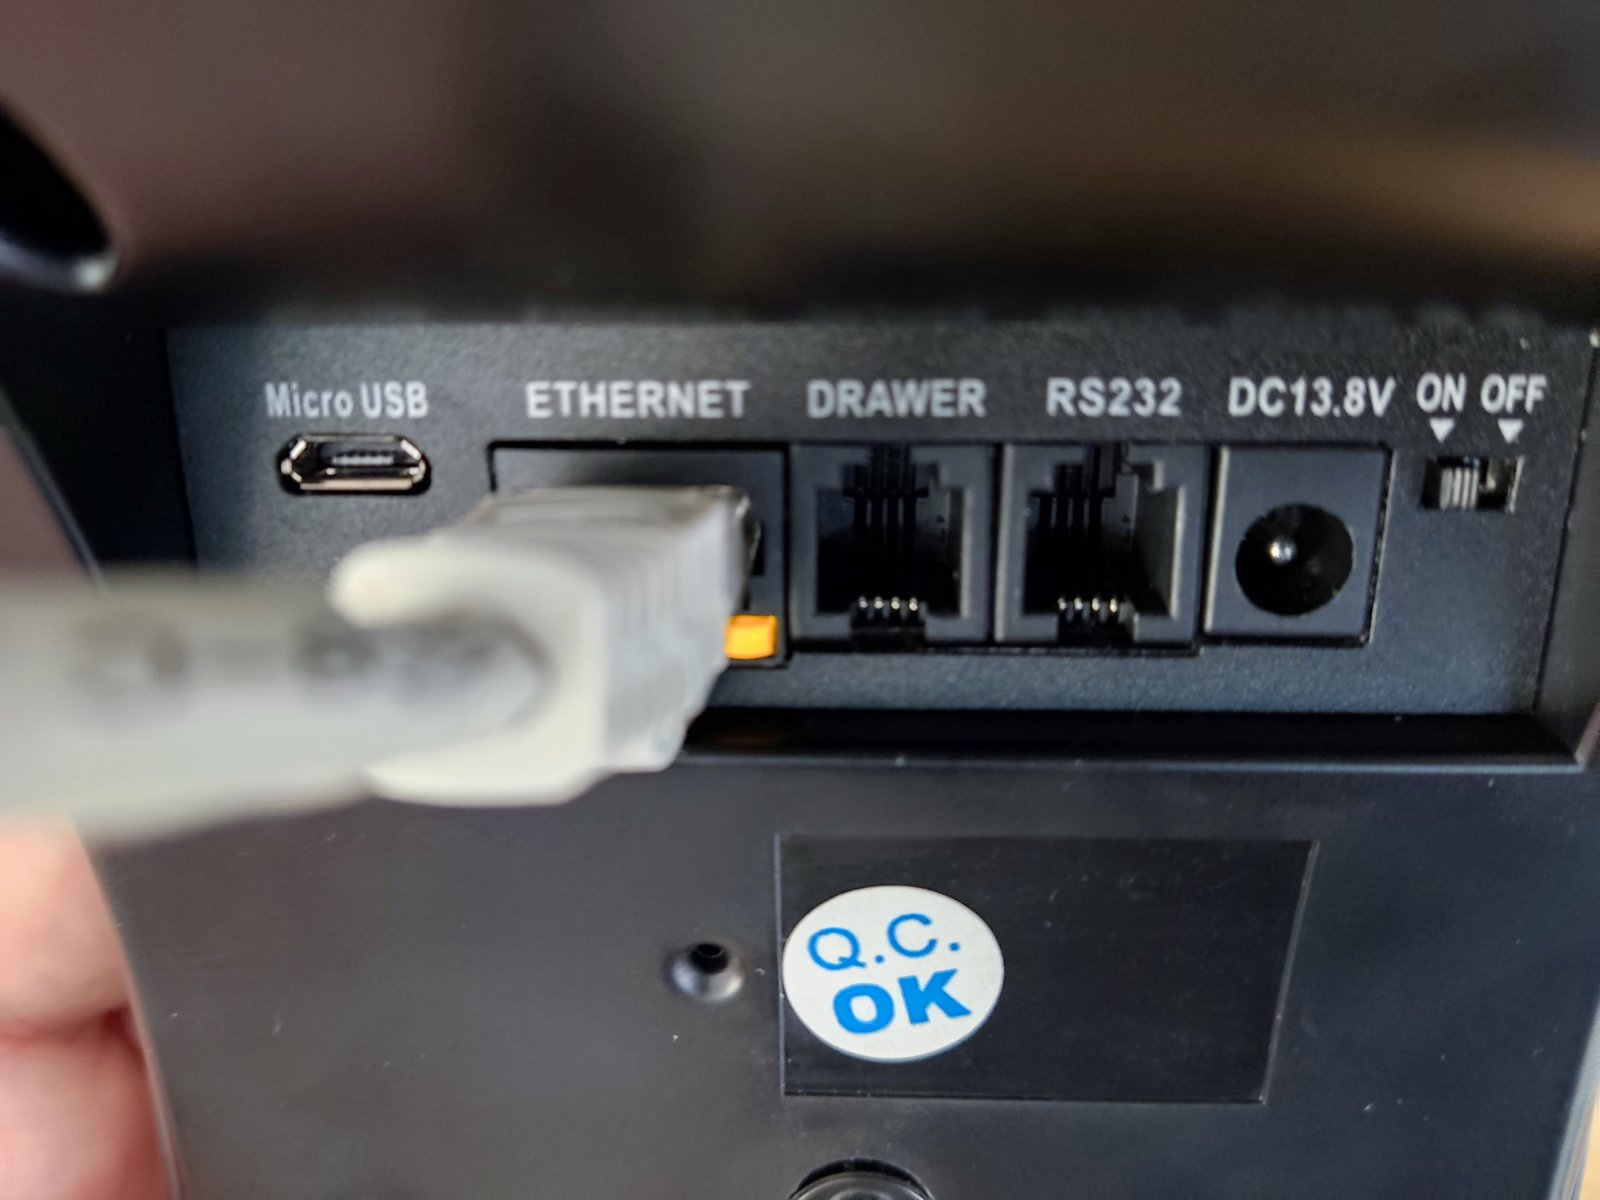 Micro USB
ETHERNET
DRAWER
RS232
DC13.8V
ON OFF
Q.C.
OK